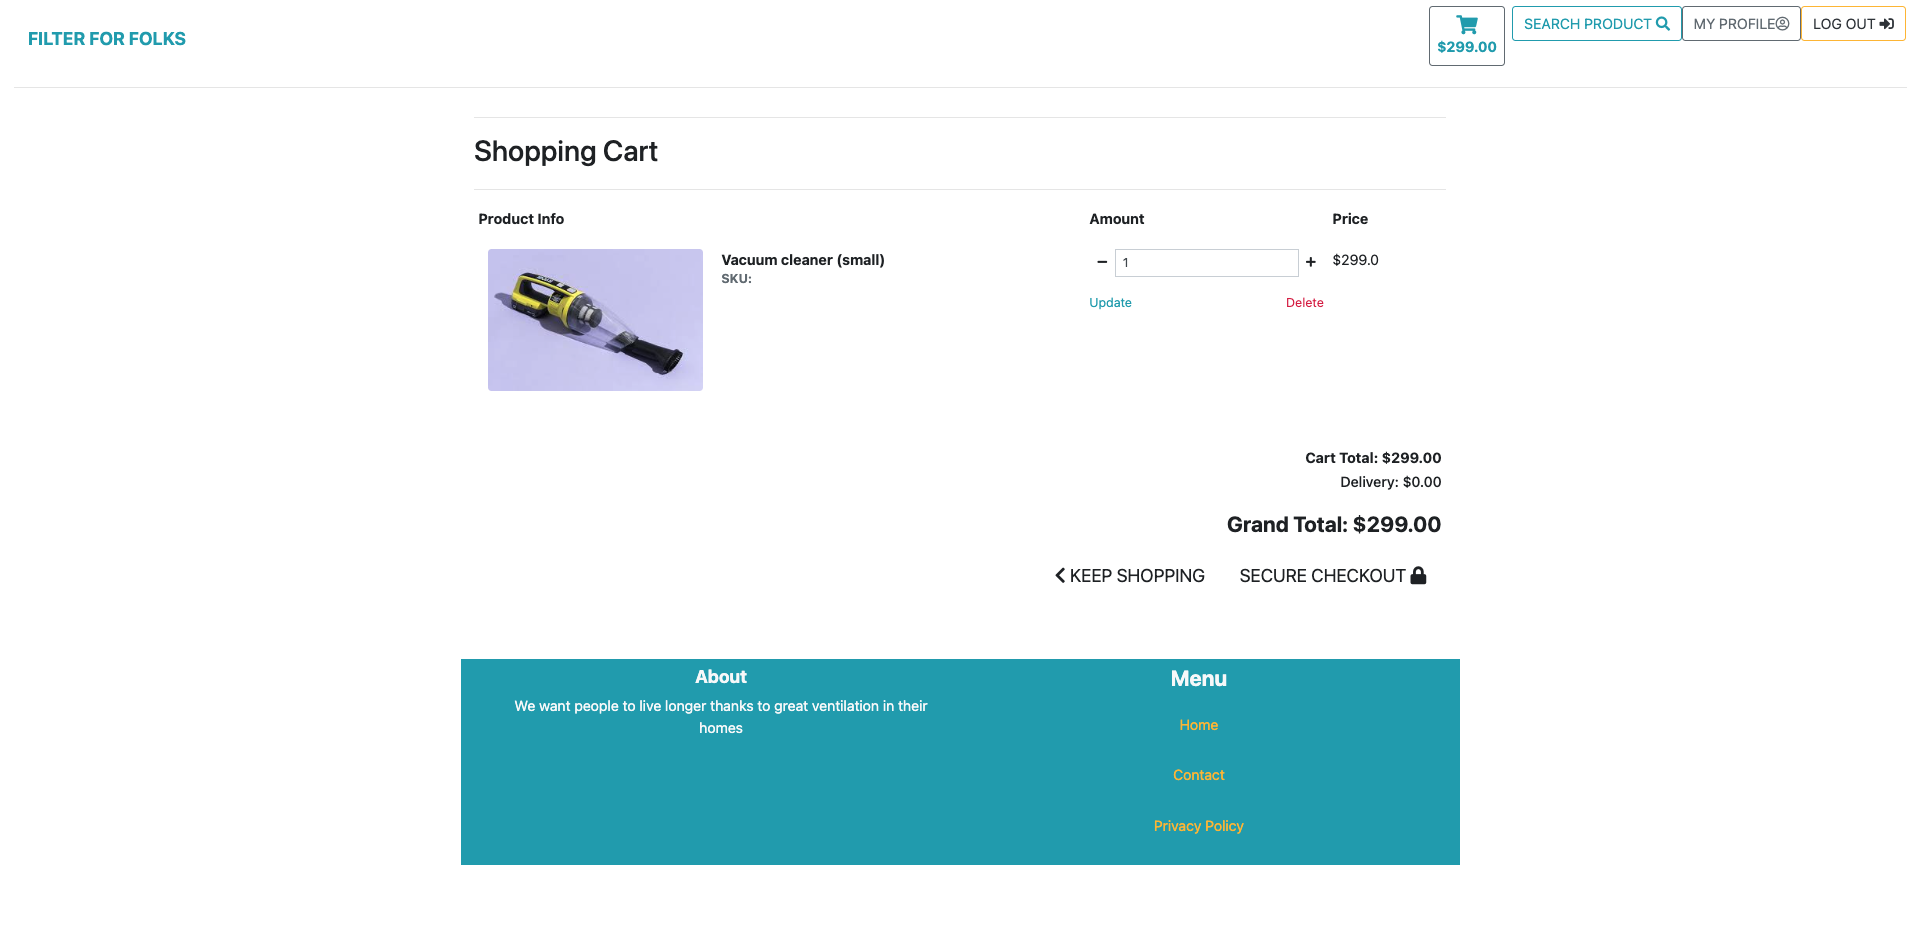 FILTER FOR FOLKS
$299.00
SEARCH PRODUCT
MY PROFILE
LOG OUT
Shopping Cart
Product Info
Amount
Price
Vacuum cleaner (small)
SKU:
1
$299.0
Update
Delete
Cart Total: $299.00
Delivery: $0.00
Grand Total: $299.00
KEEP SHOPPING
SECURE CHECKOUT
About
We want people to live longer thanks to great ventilation in their
homes
Menu
Home
Contact
Privacy Policy